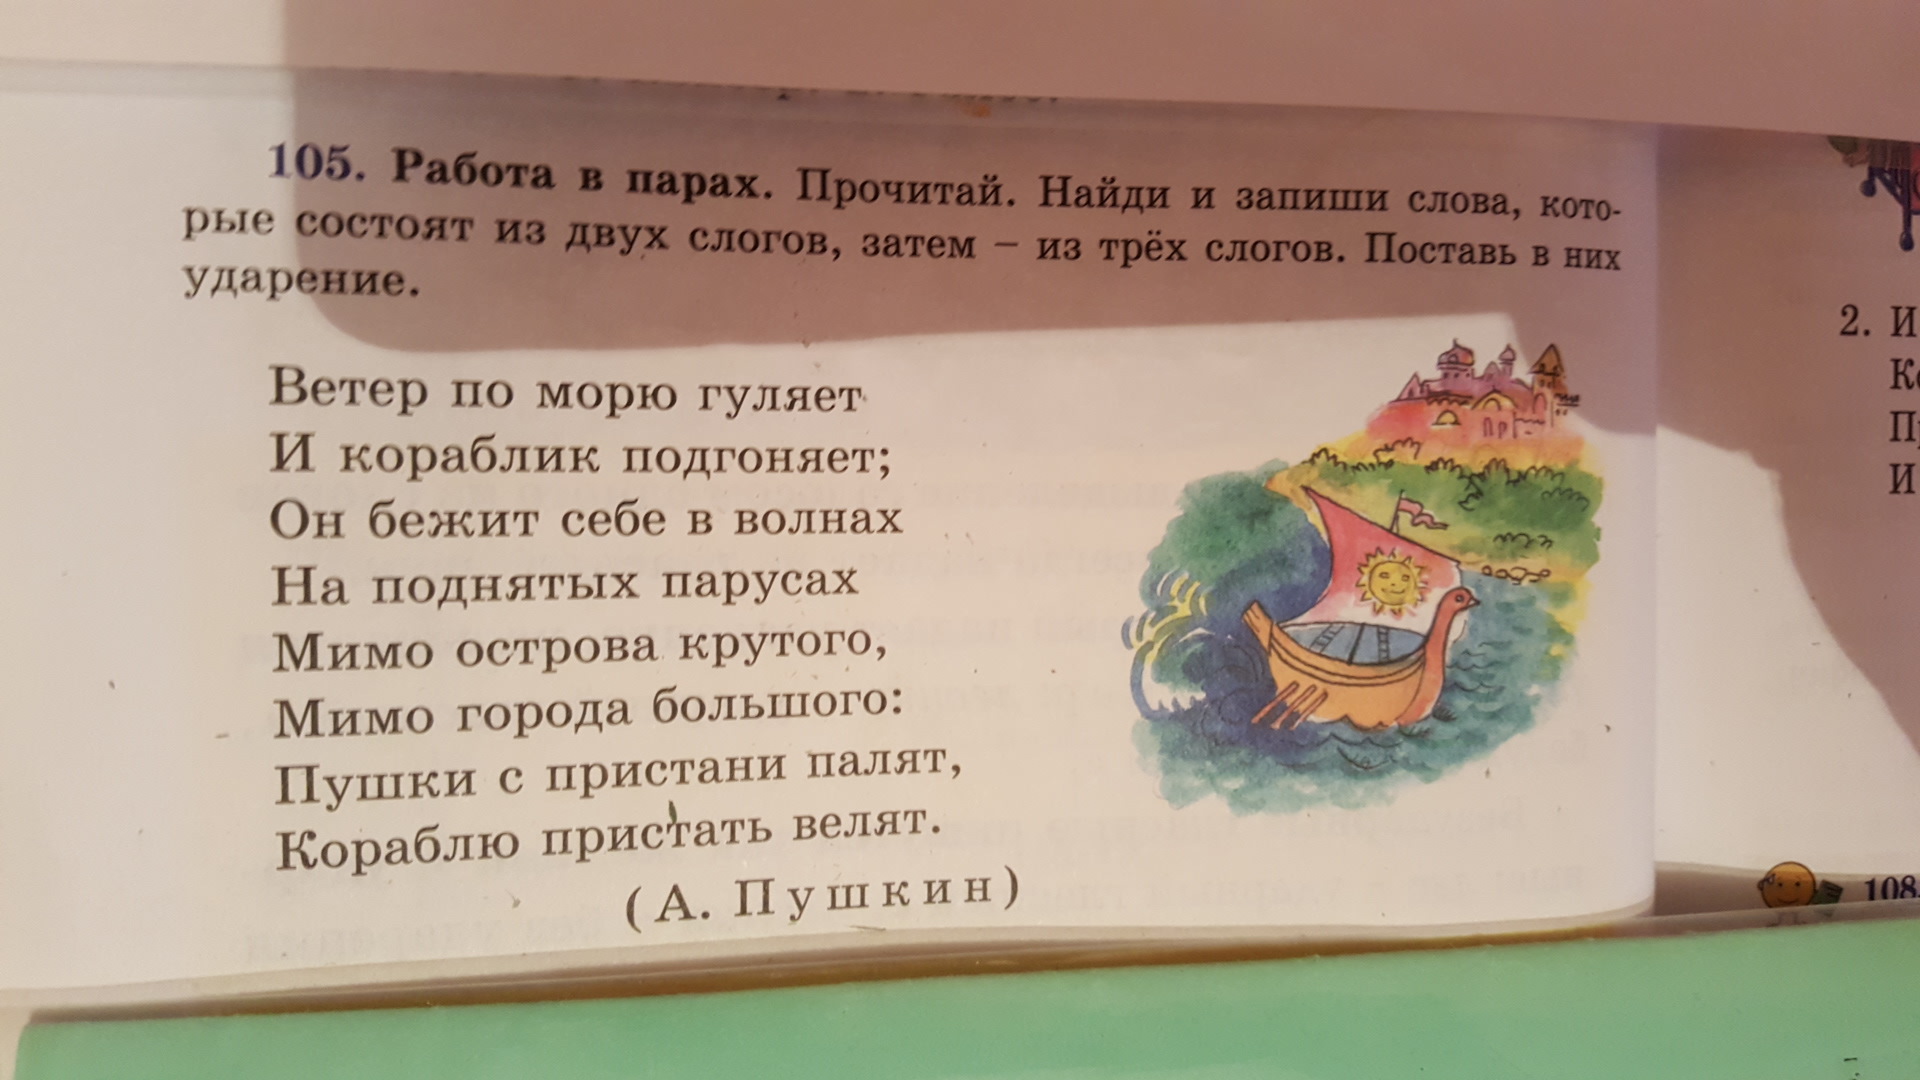 105. Работа в парах. Прочитай. Найди и запиши слова, кото-
рые состоят из двух слогов, затем – из трёх слогов. Поставь в них
ударение.
Ветер по морю гуляет
И кораблик подгоняет;
Он бежит себе в волнах
На поднятых парусах
Мимо острова крутого,
Мимо города большого:
Пушки с пристани палят,
Кораблю пристать велят.
(А. Пушкин)
2. И
108.